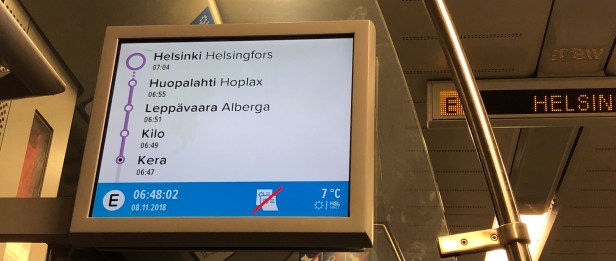 Helsinki Helsingfors
07:04
Huopalahti Hoplax
06:55
Leppävaara Alberga
06:51
Kilo
06:49
Kera
06:47
E 06:48:02 7 °C
08.11.2018
E HELSIN